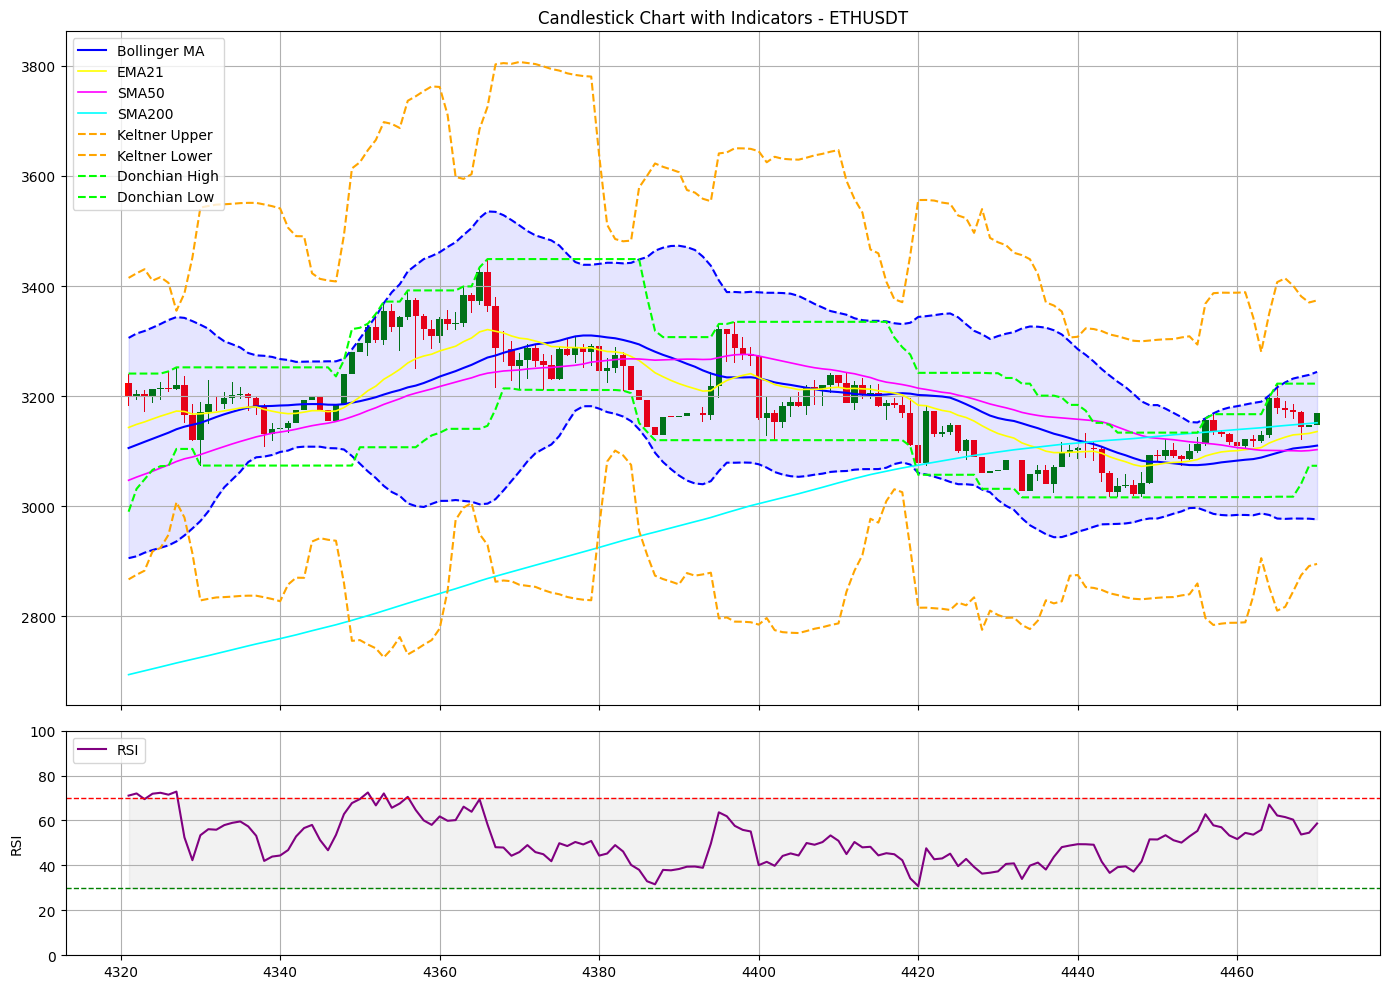 Candlestick Chart with Indicators - ETHUSDT
Bollinger MA
EMA21
SMA50
SMA200
Keltner Upper
Keltner Lower
Donchian High
Donchian Low
3800
3600
3400
3200
3000
2800
RSI
100
80
60
40
20
0
RSI
4320 4340 4360 4380 4400 4420 4440 4460